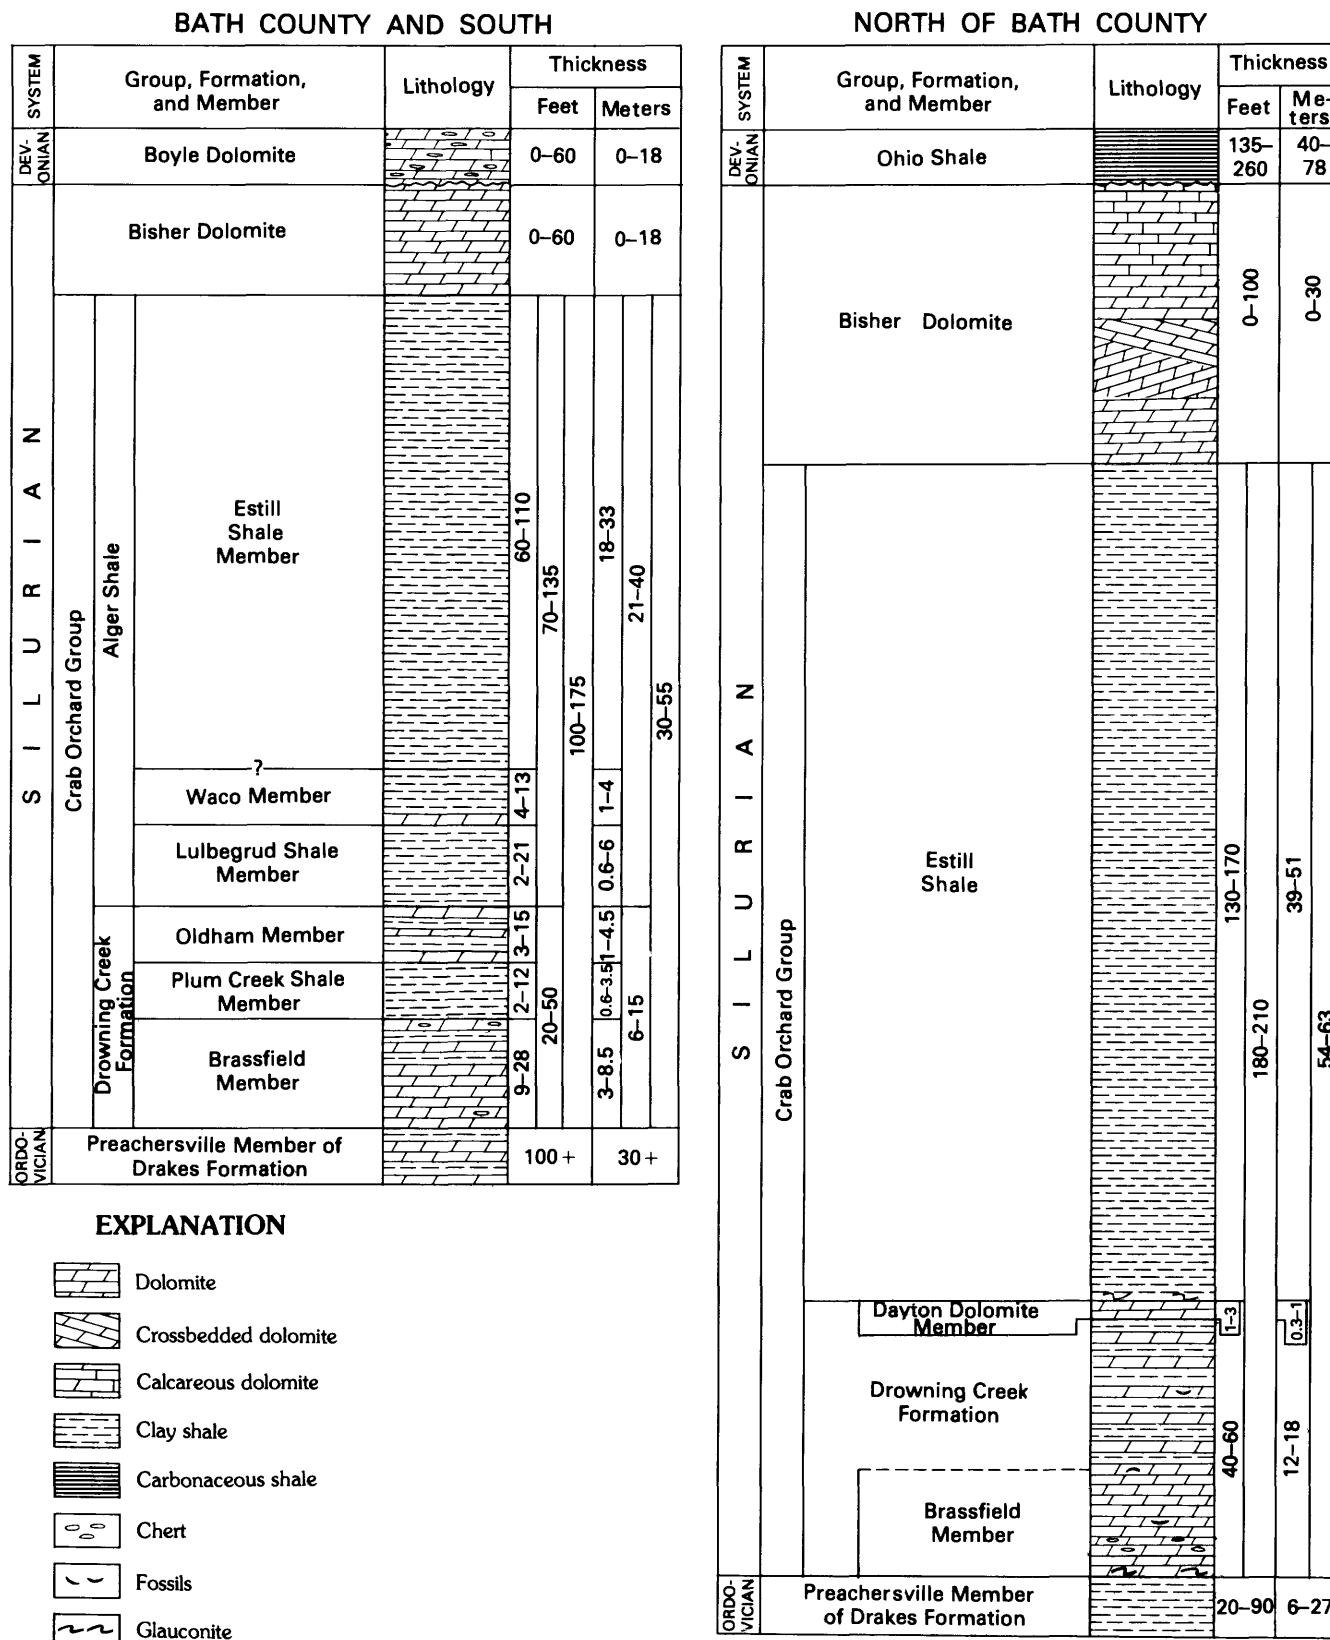 BATH COUNTY AND SOUTH
SYSTEM
Group, Formation,
and Member
Lithology
Thickness
Feet
Meters
DEV-
ONIAN
Boyle Dolomite
0–60
0–18
SILURIAN
Bisher Dolomite
0–60
0–18
Crab Orchard Group
Alger Shale
Estill
Shale
Member
60–110
18–33
70–135
21–40
100–175
30–55
?
Waco Member
4–13
1–4
Lulbegrud Shale
Member
2–21
0.6–6
Drowning Creek
Formation
Oldham Member
3–15
1–4.5
Plum Creek Shale
Member
2–12
0.6–3.5
20–50
6–15
Brassfield
Member
9–28
3–8.5
ORDO-
VICIAN
Preachersville Member of
Drakes Formation
100+
30+
EXPLANATION
Dolomite
Crossbedded dolomite
Calcareous dolomite
Clay shale
Carbonaceous shale
Chert
Fossils
Glauconite
NORTH OF BATH COUNTY
SYSTEM
Group, Formation,
and Member
Lithology
Thickness
Feet
Me-
ters
DEV-
ONIAN
Ohio Shale
135–
260
40–
78
SILURIAN
Bisher Dolomite
0–100
0–30
Crab Orchard Group
Estill
Shale
130–170
39–51
180–210
54–63
Dayton Dolomite
Member
1–3
0.3–1
Drowning Creek
Formation
40–60
12–18
Brassfield
Member
ORDO-
VICIAN
Preachersville Member
of Drakes Formation
20–90
6–27